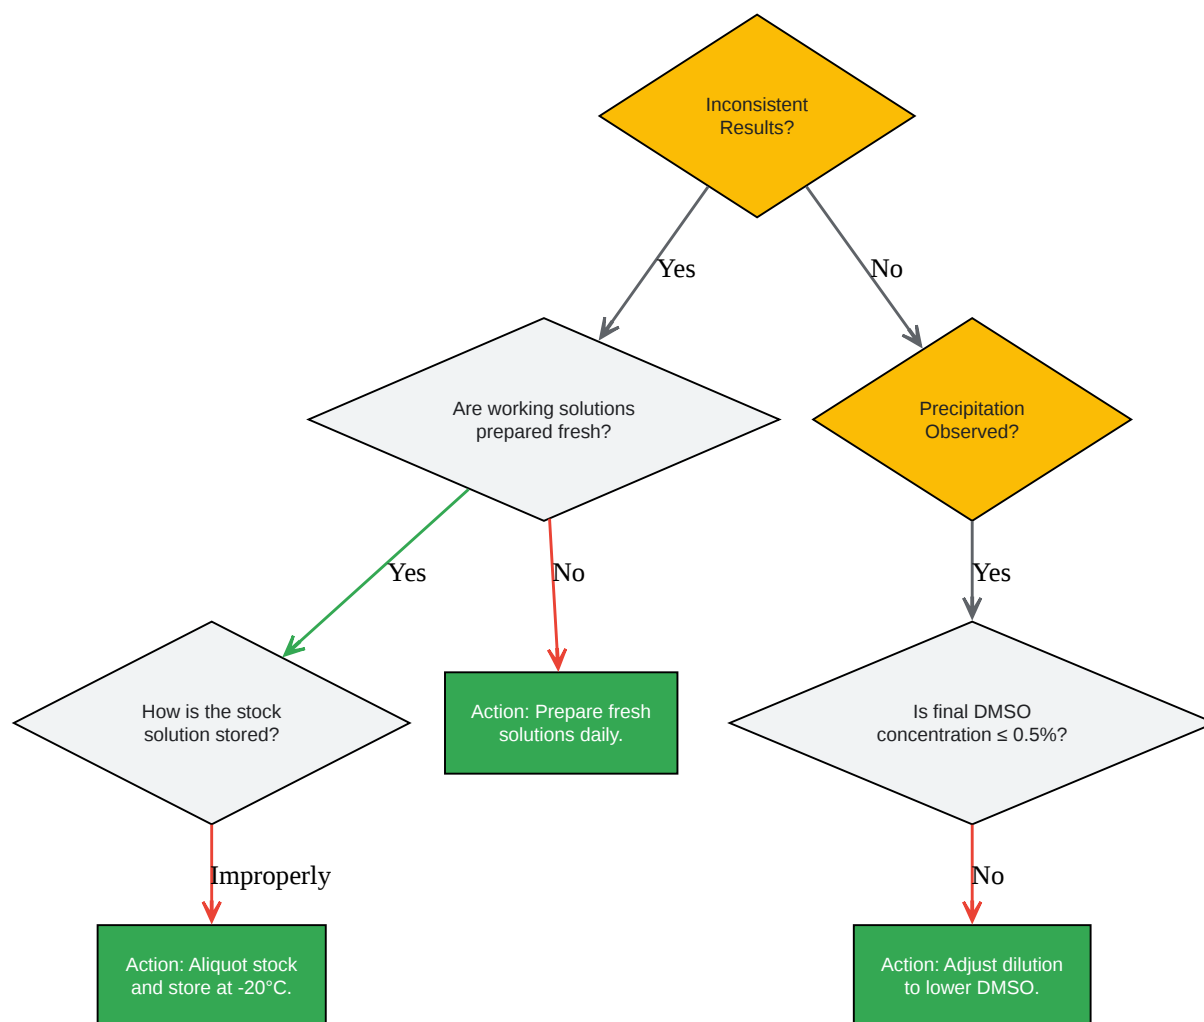 Inconsistent
Results?
Yes
No
Are working solutions
prepared fresh?
Precipitation
Observed?
Yes
No
Yes
How is the stock
solution stored?
Action: Prepare fresh
solutions daily.
Is final DMSO
concentration ≤ 0.5%?
Improperly
No
Action: Aliquot stock
and store at -20°C.
Action: Adjust dilution
to lower DMSO.